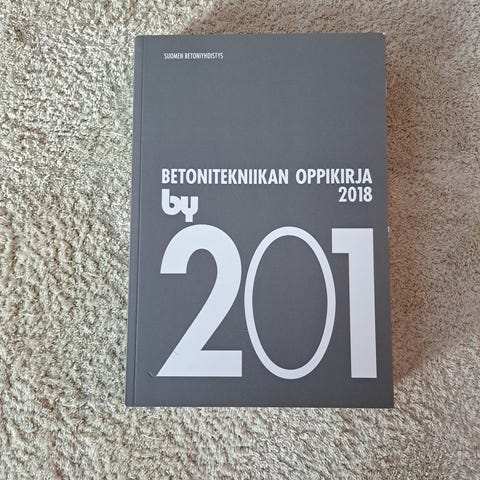 SUOMEN BETONIYHDISTYS
BETONITEKNIIKAN OPPIKIRJA
2018
by
201